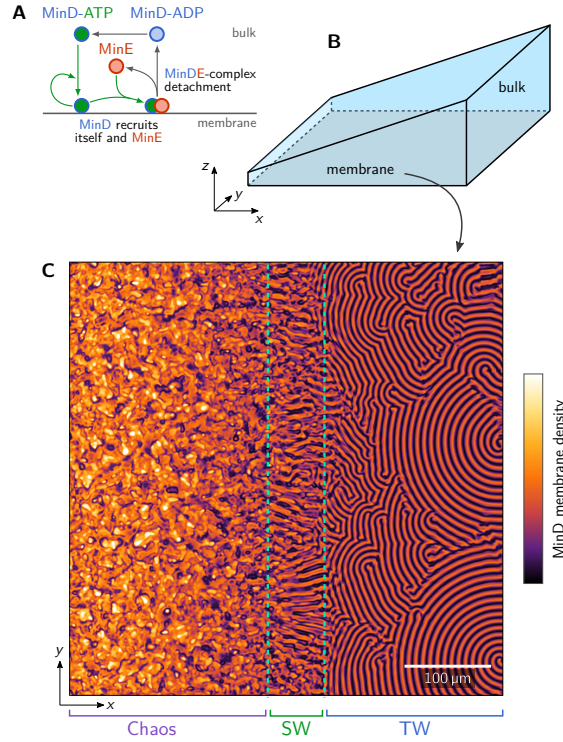 A
MinD-ATP MinD-ADP
bulk
MinE
MinDE-complex
detachment
MinD recruits
itself and MinE
membrane
B
bulk
membrane
z
y
x
C
MinD membrane density
100 μm
y
x
Chaos SW TW